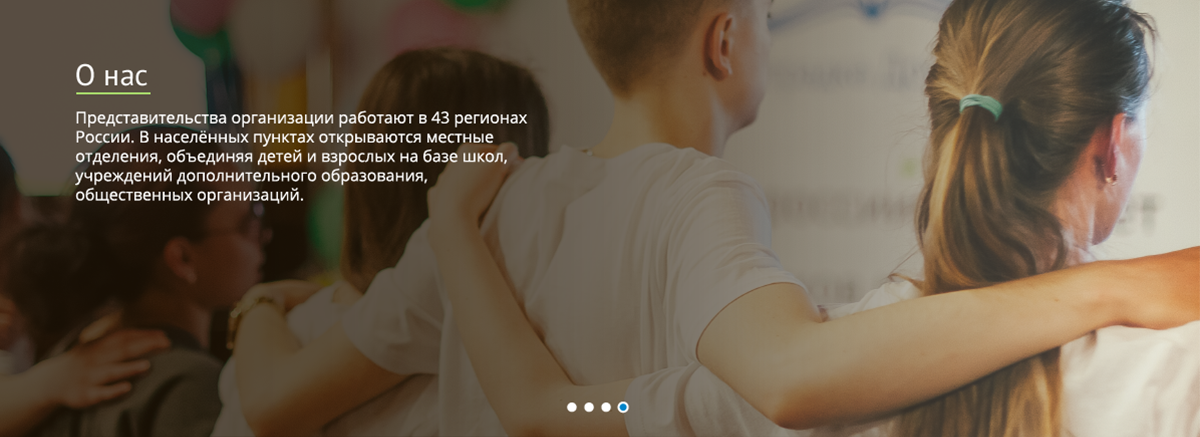 О нас
Представительства организации работают в 43 регионах
России. В населённых пунктах открываются местные
отделения, объединяя детей и взрослых на базе школ,
учреждений дополнительного образования,
общественных организаций.